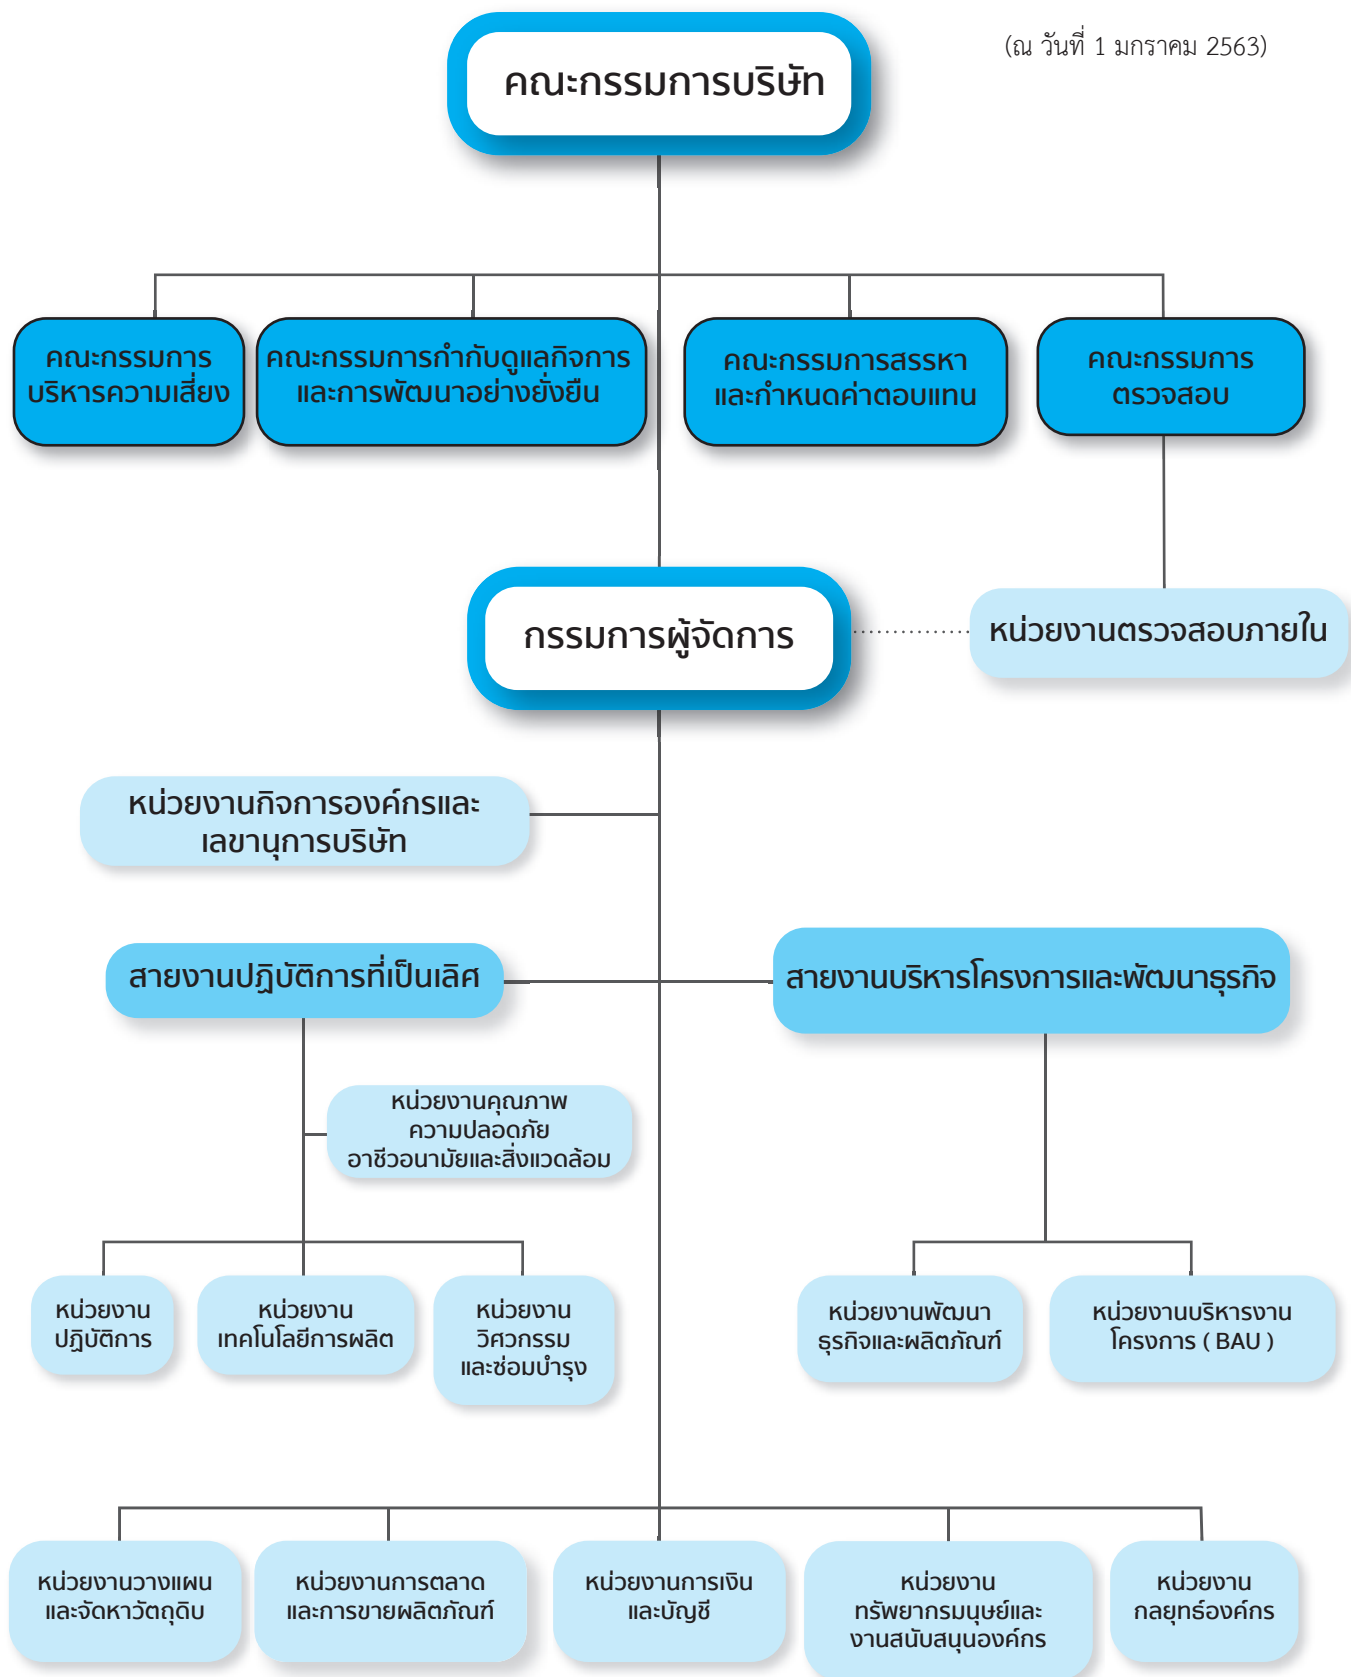 (ณ วันที่ 1 มกราคม 2563)
คณะกรรมการบริษัท
คณะกรรมการ
บริหารความเสี่ยง
คณะกรรมการกำกับดูแลกิจการ
และการพัฒนาอย่างยั่งยืน
คณะกรรมการสรรหา
และกำหนดค่าตอบแทน
คณะกรรมการ
ตรวจสอบ
กรรมการผู้จัดการ
หน่วยงานตรวจสอบภายใน
หน่วยงานกิจการองค์กรและ
เลขานุการบริษัท
สายงานปฏิบัติการที่เป็นเลิศ
สายงานบริหารโครงการและพัฒนาธุรกิจ
หน่วยงานคุณภาพ
ความปลอดภัย
อาชีวอนามัยและสิ่งแวดล้อม
หน่วยงาน
ปฏิบัติการ
หน่วยงาน
เทคโนโลยีการผลิต
หน่วยงาน
วิศวกรรม
และซ่อมบำรุง
หน่วยงานพัฒนา
ธุรกิจและผลิตภัณฑ์
หน่วยงานบริหารงาน
โครงการ ( BAU )
หน่วยงานวางแผน
และจัดหาวัตถุดิบ
หน่วยงานการตลาด
และการขายผลิตภัณฑ์
หน่วยงานการเงิน
และบัญชี
หน่วยงาน
ทรัพยากรมนุษย์และ
งานสนับสนุนองค์กร
หน่วยงาน
กลยุทธ์องค์กร